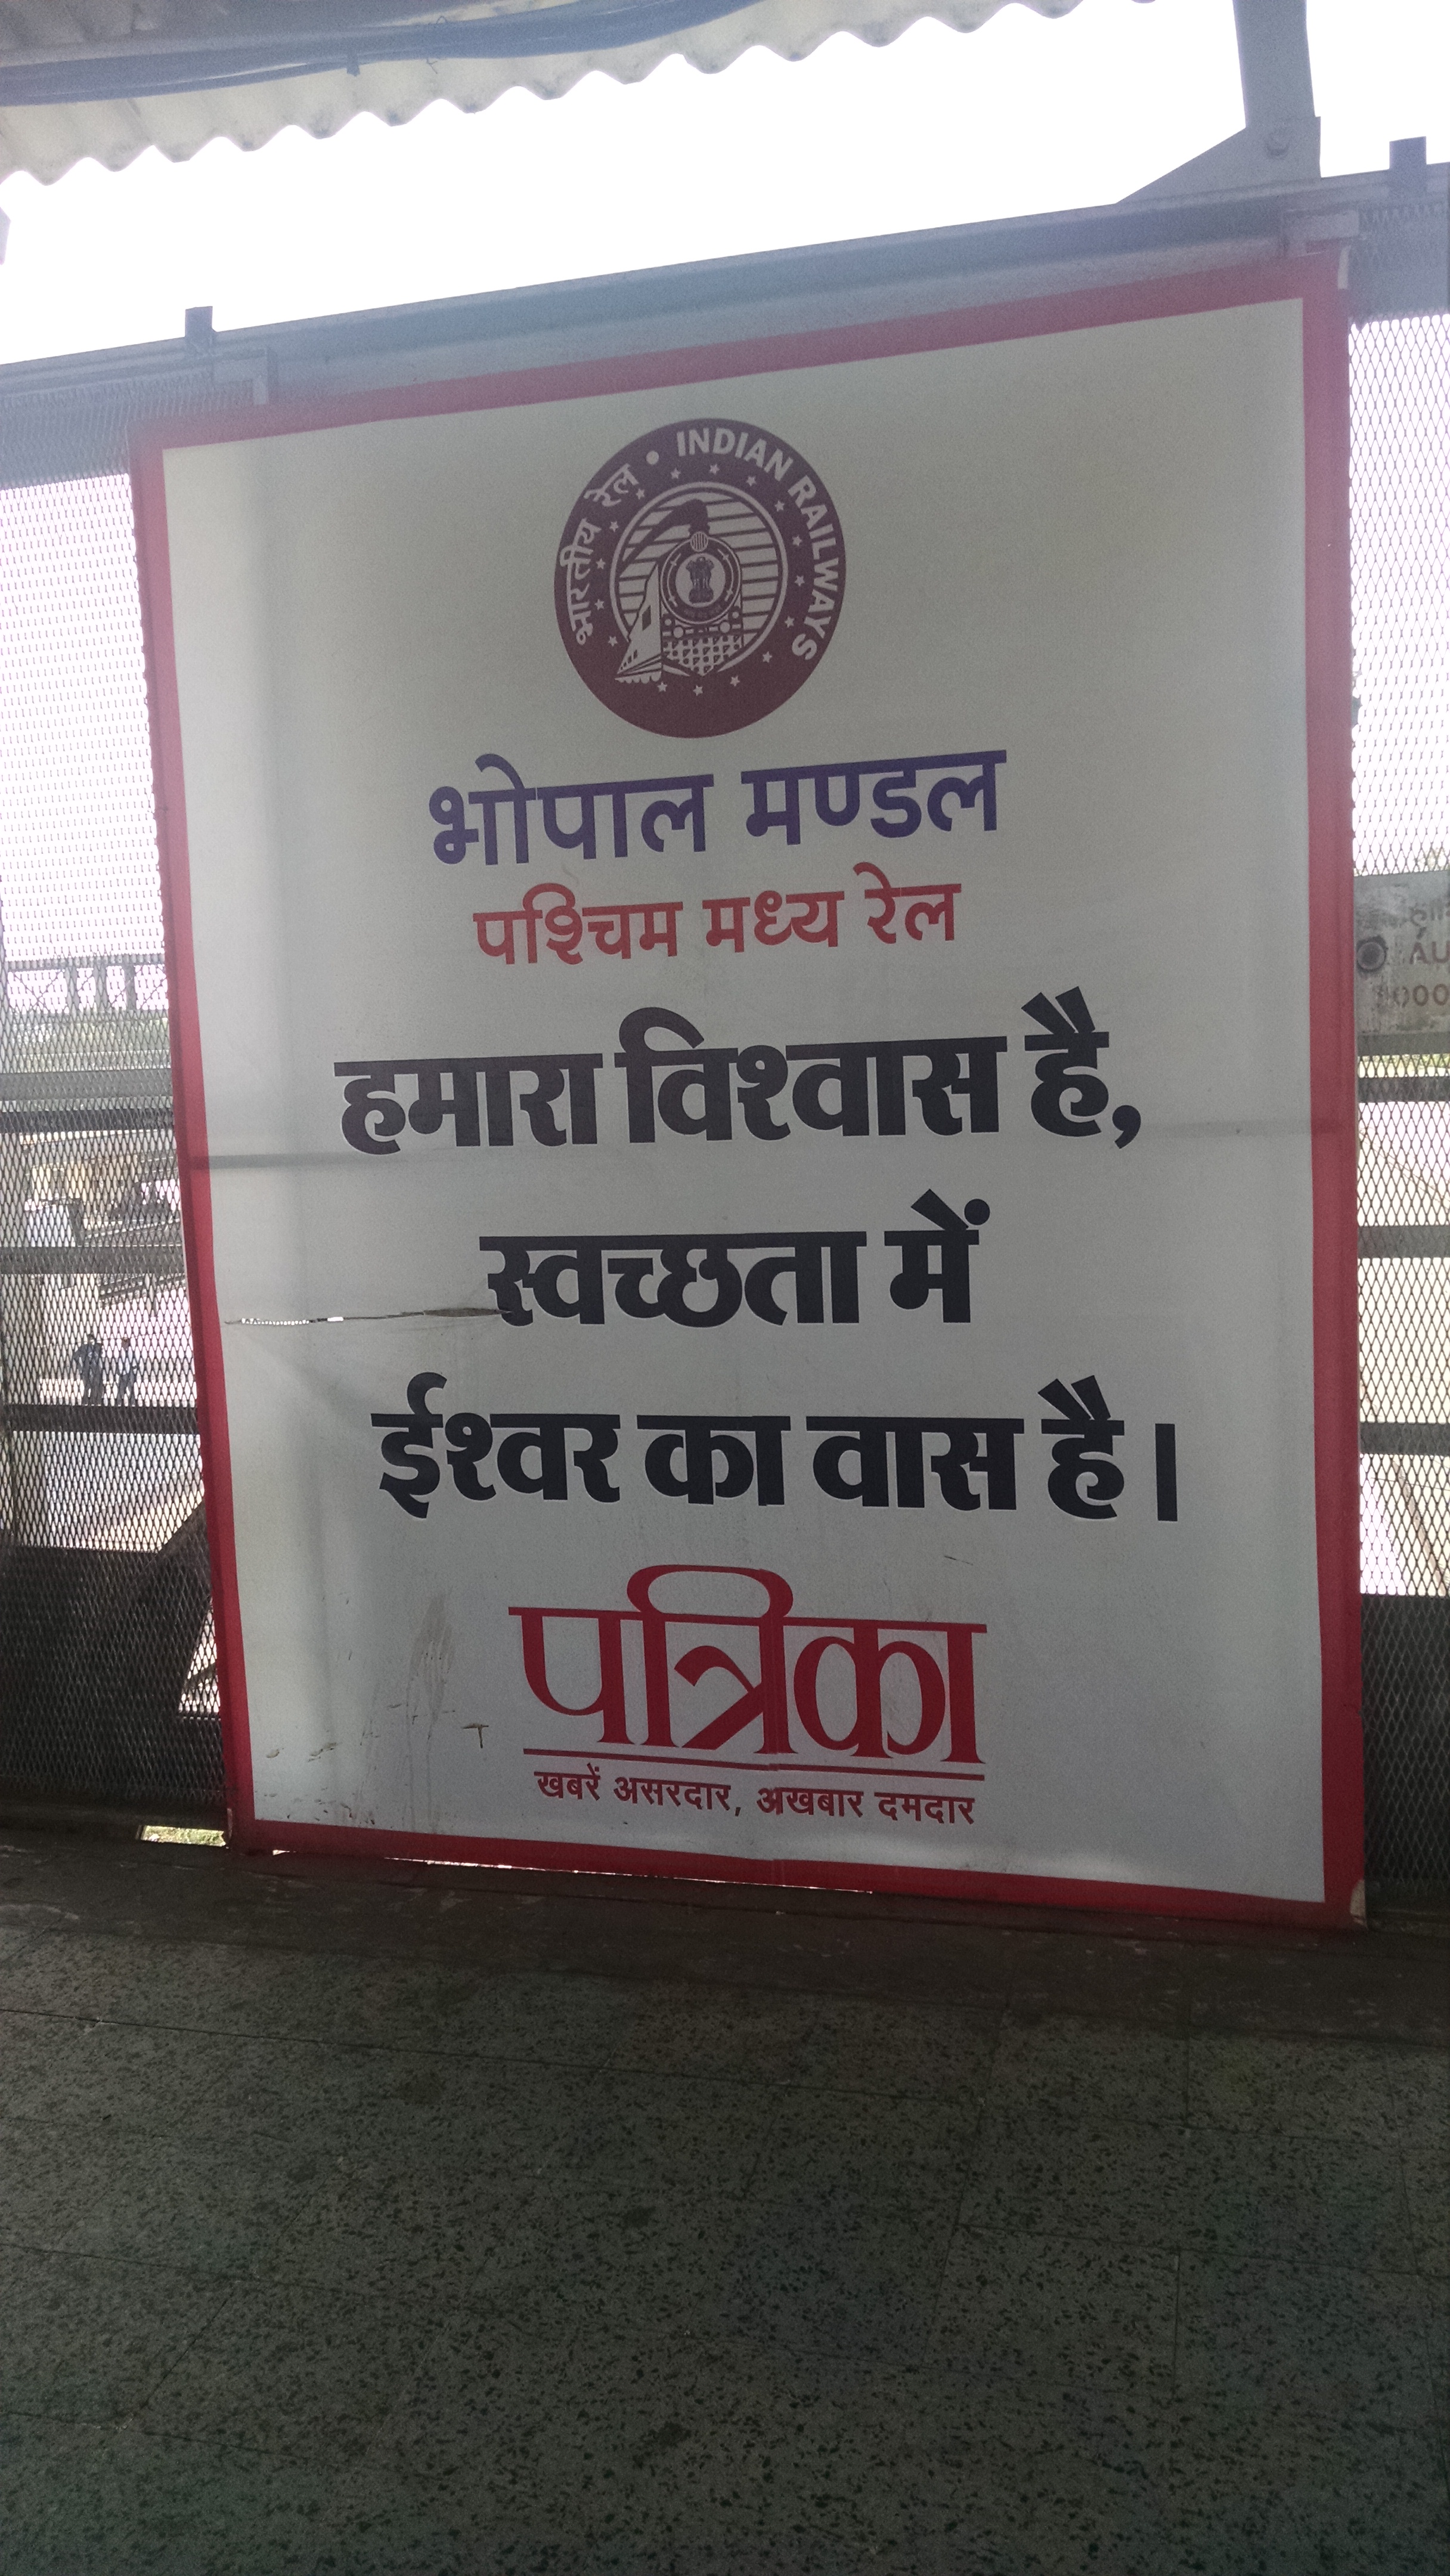 भारतीय रेल • INDIAN RAILWAYS
भोपाल मण्डल
पश्चिम मध्य रेल
हमारा विश्वास है,
स्वच्छता में
ईश्वर का वास है।
पत्रिका
खबरें असरदार, अखबार दमदार